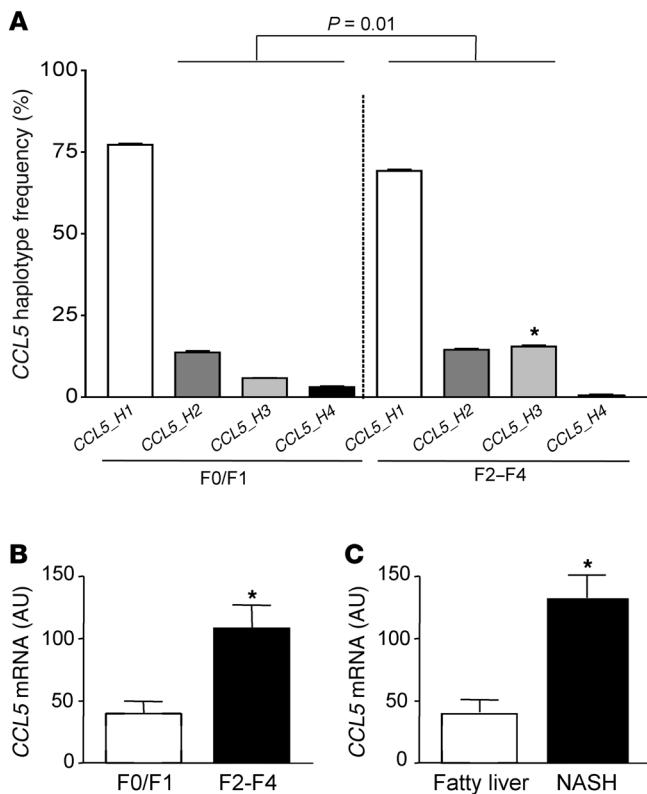 A
P = 0.01
CCL5 haplotype frequency (%)
100
75
50
25
0
*
CCL5_H1
CCL5_H2
CCL5_H3
CCL5_H4
CCL5_H1
CCL5_H2
CCL5_H3
CCL5_H4
F0/F1
F2–F4
B
CCL5 mRNA (AU)
150
100
50
0
*
F0/F1
F2-F4
C
CCL5 mRNA (AU)
150
100
50
0
*
Fatty liver
NASH